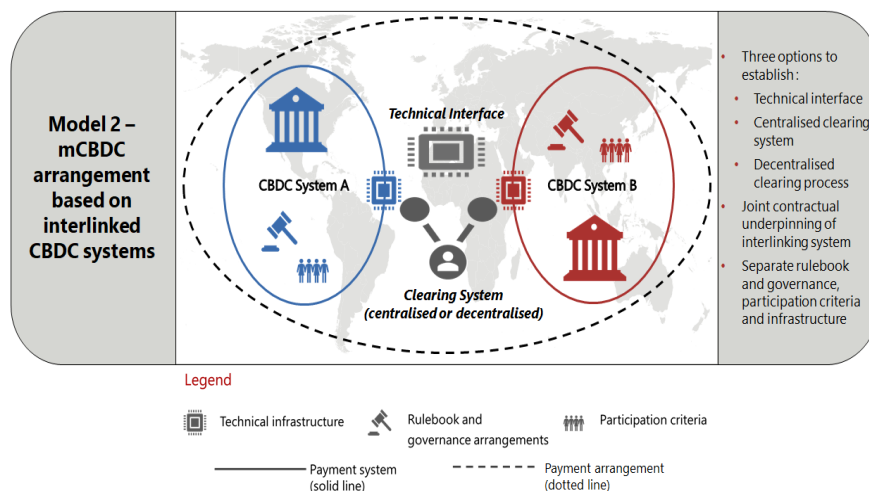 Model 2 –
mCBDC
arrangement
based on
interlinked
CBDC systems
Technical Interface
CBDC System A
CBDC System B
Clearing System
(centralised or decentralised)
• Three options to
establish:
• Technical interface
• Centralised clearing
system
• Decentralised
clearing process
• Joint contractual
underpinning of
interlinking system
• Separate rulebook
and governance,
participation criteria
and infrastructure
Legend
Technical infrastructure
Rulebook and
governance arrangements
Participation criteria
Payment system
(solid line)
Payment arrangement
(dotted line)